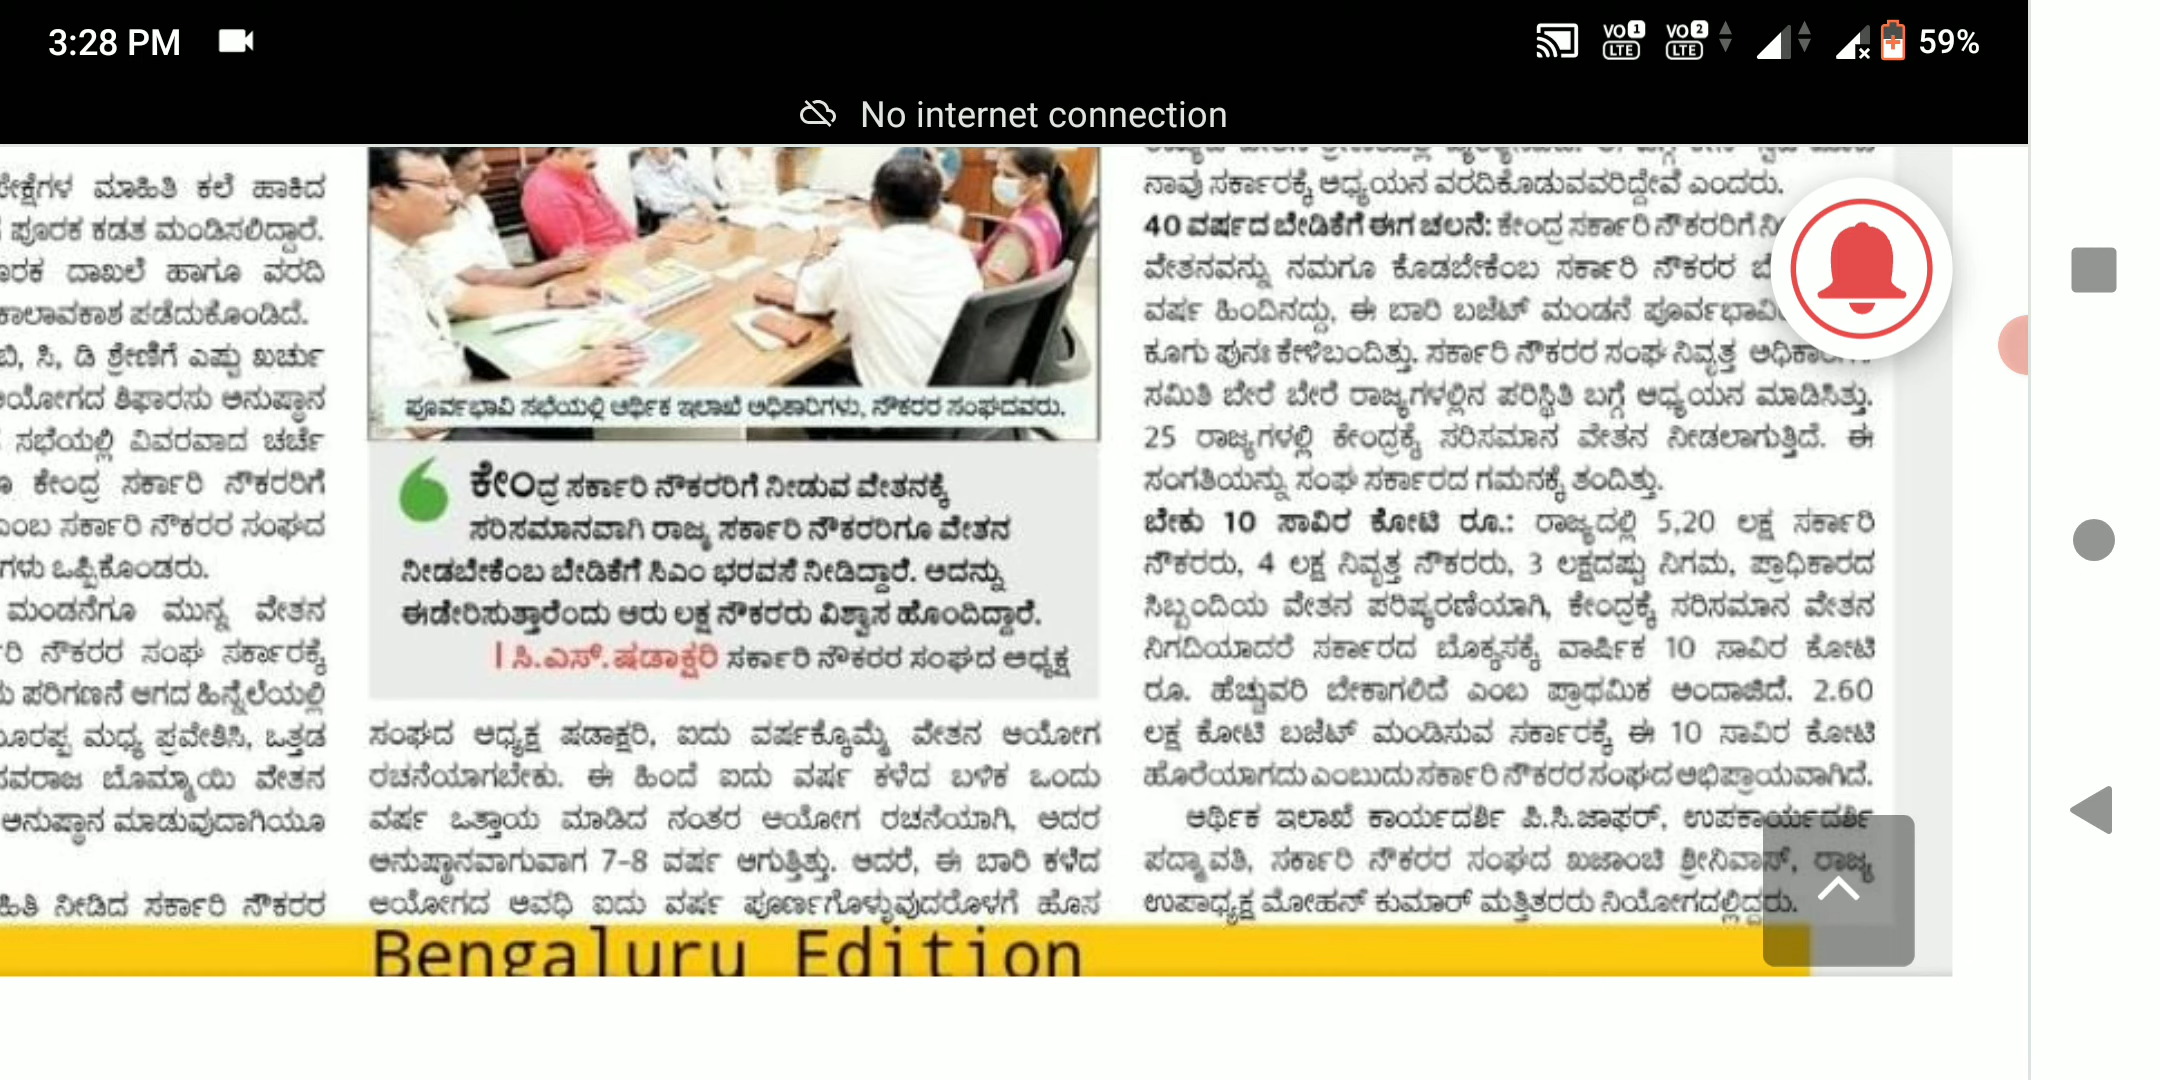 3:28 PM
VO 1 LTE
VO 2 LTE
59%
No internet connection
ಮಾಹಿತಿ ಕಲೆ ಹಾಕಿದ
ಪೂರಕ ಕಡತ ಮಂಡಿಸಲಿದ್ದಾರೆ.
ದಾಖಲೆ ಹಾಗೂ ವರದಿ
ಕಾಲಾವಕಾಶ ಪಡೆದುಕೊಂಡಿದೆ.
ಬಿ, ಸಿ, ಡಿ ಶ್ರೇಣಿಗೆ ಎಷ್ಟು ಖರ್ಚು
ಆಯೋಗದ ಶಿಫಾರಸು ಅನುಷ್ಠಾನ
ಸಭೆಯಲ್ಲಿ ವಿವರವಾದ ಚರ್ಚೆ
ಕೇಂದ್ರ ಸರ್ಕಾರಿ ನೌಕರರಿಗೆ
ಎಂಬ ಸರ್ಕಾರಿ ನೌಕರರ ಸಂಘದ
ಒಪ್ಪಿಕೊಂಡರು.
ಮಂಡನೆಗೂ ಮುನ್ನ ವೇತನ
ನೌಕರರ ಸಂಘ ಸರ್ಕಾರಕ್ಕೆ
ಪರಿಗಣನೆ ಆಗದ ಹಿನ್ನೆಲೆಯಲ್ಲಿ
ಮಧ್ಯ ಪ್ರವೇಶಿಸಿ, ಒತ್ತಡ
ಬೊಮ್ಮಾಯಿ ವೇತನ
ಅನುಷ್ಠಾನ ಮಾಡುವುದಾಗಿಯೂ
ನೀಡಿದ ಸರ್ಕಾರಿ ನೌಕರರ
ಪೂರ್ವಭಾವಿ ಸಭೆಯಲ್ಲಿ ಆರ್ಥಿಕ ಇಲಾಖೆ ಅಧಿಕಾರಿಗಳು, ನೌಕರರ ಸಂಘದವರು.
ಕೇಂದ್ರ ಸರ್ಕಾರಿ ನೌಕರರಿಗೆ ನೀಡುವ ವೇತನಕ್ಕೆ
ಸರಿಸಮಾನವಾಗಿ ರಾಜ್ಯ ಸರ್ಕಾರಿ ನೌಕರರಿಗೂ ವೇತನ
ನೀಡಬೇಕೆಂಬ ಬೇಡಿಕೆಗೆ ಸಿಎಂ ಭರವಸೆ ನೀಡಿದ್ದಾರೆ. ಅದನ್ನು
ಈಡೇರಿಸುತ್ತಾರೆಂದು ಆರು ಲಕ್ಷ ನೌಕರರು ವಿಶ್ವಾಸ ಹೊಂದಿದ್ದಾರೆ.
| ಸಿ.ಎಸ್. ಷಡಾಕ್ಷರಿ ಸರ್ಕಾರಿ ನೌಕರರ ಸಂಘದ ಅಧ್ಯಕ್ಷ
ಸಂಘದ ಅಧ್ಯಕ್ಷ ಷಡಾಕ್ಷರಿ, ಐದು ವರ್ಷಕ್ಕೊಮ್ಮೆ ವೇತನ ಆಯೋಗ
ರಚನೆಯಾಗಬೇಕು. ಈ ಹಿಂದೆ ಐದು ವರ್ಷ ಕಳೆದ ಬಳಿಕ ಒಂದು
ವರ್ಷ ಒತ್ತಾಯ ಮಾಡಿದ ನಂತರ ಆಯೋಗ ರಚನೆಯಾಗಿ, ಅದರ
ಅನುಷ್ಠಾನವಾಗುವಾಗ 7-8 ವರ್ಷ ಆಗುತ್ತಿತ್ತು. ಆದರೆ, ಈ ಬಾರಿ ಕಳೆದ
ಆಯೋಗದ ಅವಧಿ ಐದು ವರ್ಷ ಪೂರ್ಣಗೊಳ್ಳುವುದರೊಳಗೆ ಹೊಸ
ನಾವು ಸರ್ಕಾರಕ್ಕೆ ಅಧ್ಯಯನ ವರದಿಕೊಡುವವರಿದ್ದೇವೆ ಎಂದರು.
40 ವರ್ಷದ ಬೇಡಿಕೆಗೆ ಈಗ ಚಲನೆ: ಕೇಂದ್ರ ಸರ್ಕಾರಿ ನೌಕರರಿಗೆ
ವೇತನವನ್ನು ನಮಗೂ ಕೊಡಬೇಕೆಂಬ ಸರ್ಕಾರಿ ನೌಕರರ
ವರ್ಷ ಹಿಂದಿನದ್ದು, ಈ ಬಾರಿ ಬಜೆಟ್ ಮಂಡನೆ
ಕೂಗು ಪುನಃ ಕೇಳಿಬಂದಿತ್ತು. ಸರ್ಕಾರಿ ನೌಕರರ ಸಂಘ ನಿವೃತ್ತ
ಸಮಿತಿ ಬೇರೆ ಬೇರೆ ರಾಜ್ಯಗಳಲ್ಲಿನ ಪರಿಸ್ಥಿತಿ ಬಗ್ಗೆ ಅಧ್ಯಯನ ಮಾಡಿಸಿತ್ತು.
25 ರಾಜ್ಯಗಳಲ್ಲಿ ಕೇಂದ್ರಕ್ಕೆ ಸರಿಸಮಾನ ವೇತನ ನೀಡಲಾಗುತ್ತಿದೆ. ಈ
ಸಂಗತಿಯನ್ನು ಸಂಘ ಸರ್ಕಾರದ ಗಮನಕ್ಕೆ ತಂದಿತ್ತು.
ಬೇಕು 10 ಸಾವಿರ ಕೋಟಿ ರೂ.: ರಾಜ್ಯದಲ್ಲಿ 5,20 ಲಕ್ಷ ಸರ್ಕಾರಿ
ನೌಕರರು, 4 ಲಕ್ಷ ನಿವೃತ್ತ ನೌಕರರು, 3 ಲಕ್ಷದಷ್ಟು ನಿಗಮ, ಪ್ರಾಧಿಕಾರದ
ಸಿಬ್ಬಂದಿಯ ವೇತನ ಪರಿಷ್ಕರಣೆಯಾಗಿ, ಕೇಂದ್ರಕ್ಕೆ ಸರಿಸಮಾನ ವೇತನ
ನಿಗದಿಯಾದರೆ ಸರ್ಕಾರದ ಬೊಕ್ಕಸಕ್ಕೆ ವಾರ್ಷಿಕ 10 ಸಾವಿರ ಕೋಟಿ
ರೂ. ಹೆಚ್ಚುವರಿ ಬೇಕಾಗಲಿದೆ ಎಂಬ ಪ್ರಾಥಮಿಕ ಅಂದಾಜಿದೆ. 2.60
ಲಕ್ಷ ಕೋಟಿ ಬಜೆಟ್ ಮಂಡಿಸುವ ಸರ್ಕಾರಕ್ಕೆ ಈ 10 ಸಾವಿರ ಕೋಟಿ
ಹೊರೆಯಾಗದು ಎಂಬುದು ಸರ್ಕಾರಿ ನೌಕರರ ಸಂಘದ ಅಭಿಪ್ರಾಯವಾಗಿದೆ.
ಆರ್ಥಿಕ ಇಲಾಖೆ ಕಾರ್ಯದರ್ಶಿ ಪಿ.ಸಿ.ಜಾಫರ್, ಉಪಕಾರ್ಯದರ್ಶಿ
ಪದ್ಮಾವತಿ, ಸರ್ಕಾರಿ ನೌಕರರ ಸಂಘದ ಖಜಾಂಚಿ ಶ್ರೀನಿವಾಸ್, ರಾಜ್ಯ
ಉಪಾಧ್ಯಕ್ಷ ಮೋಹನ್ ಕುಮಾರ್ ಮತ್ತಿತರರು ನಿಯೋಗದಲ್ಲಿದ್ದರು.
Bengaluru Edition